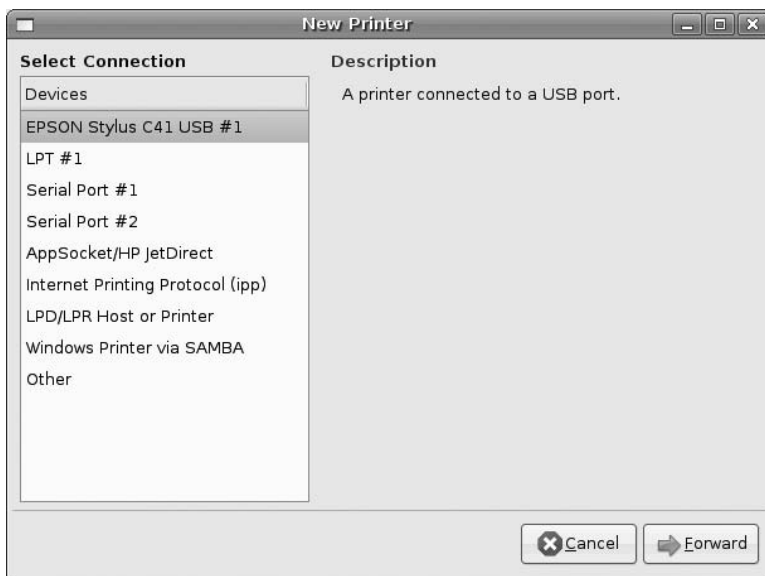 New Printer
Select Connection
Description
Devices
A printer connected to a USB port.
EPSON Stylus C41 USB #1
LPT #1
Serial Port #1
Serial Port #2
AppSocket/HP JetDirect
Internet Printing Protocol (ipp)
LPD/LPR Host or Printer
Windows Printer via SAMBA
Other
Cancel
Forward